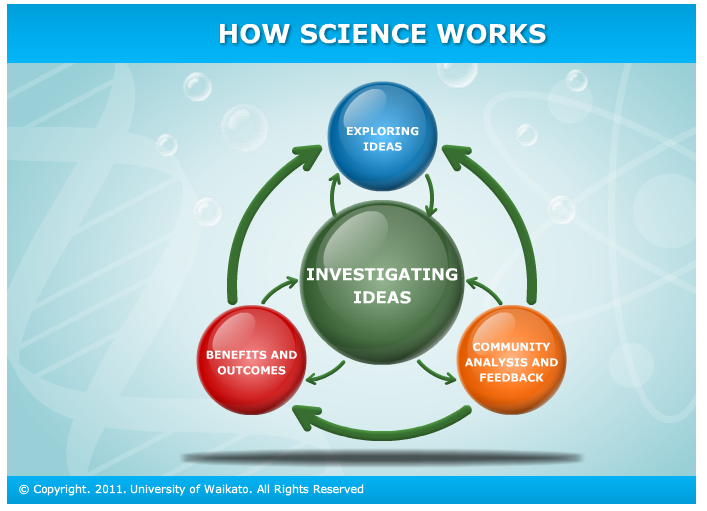 HOW SCIENCE WORKS
EXPLORING
IDEAS
INVESTIGATING
IDEAS
BENEFITS AND
OUTCOMES
COMMUNITY
ANALYSIS AND
FEEDBACK
© Copyright. 2011. University of Waikato. All Rights Reserved